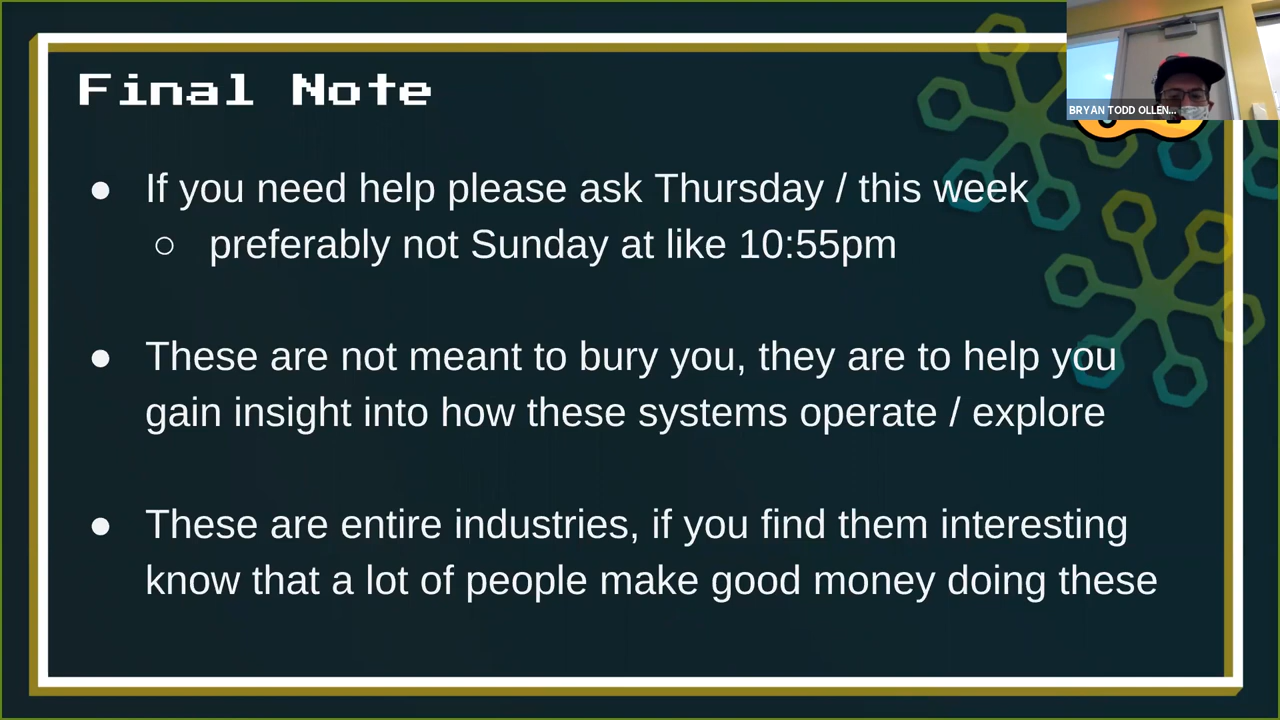 BRYAN TODD OLLEN...
Final Note
● If you need help please ask Thursday / this week
○ preferably not Sunday at like 10:55pm
● These are not meant to bury you, they are to help you
gain insight into how these systems operate / explore
● These are entire industries, if you find them interesting
know that a lot of people make good money doing these